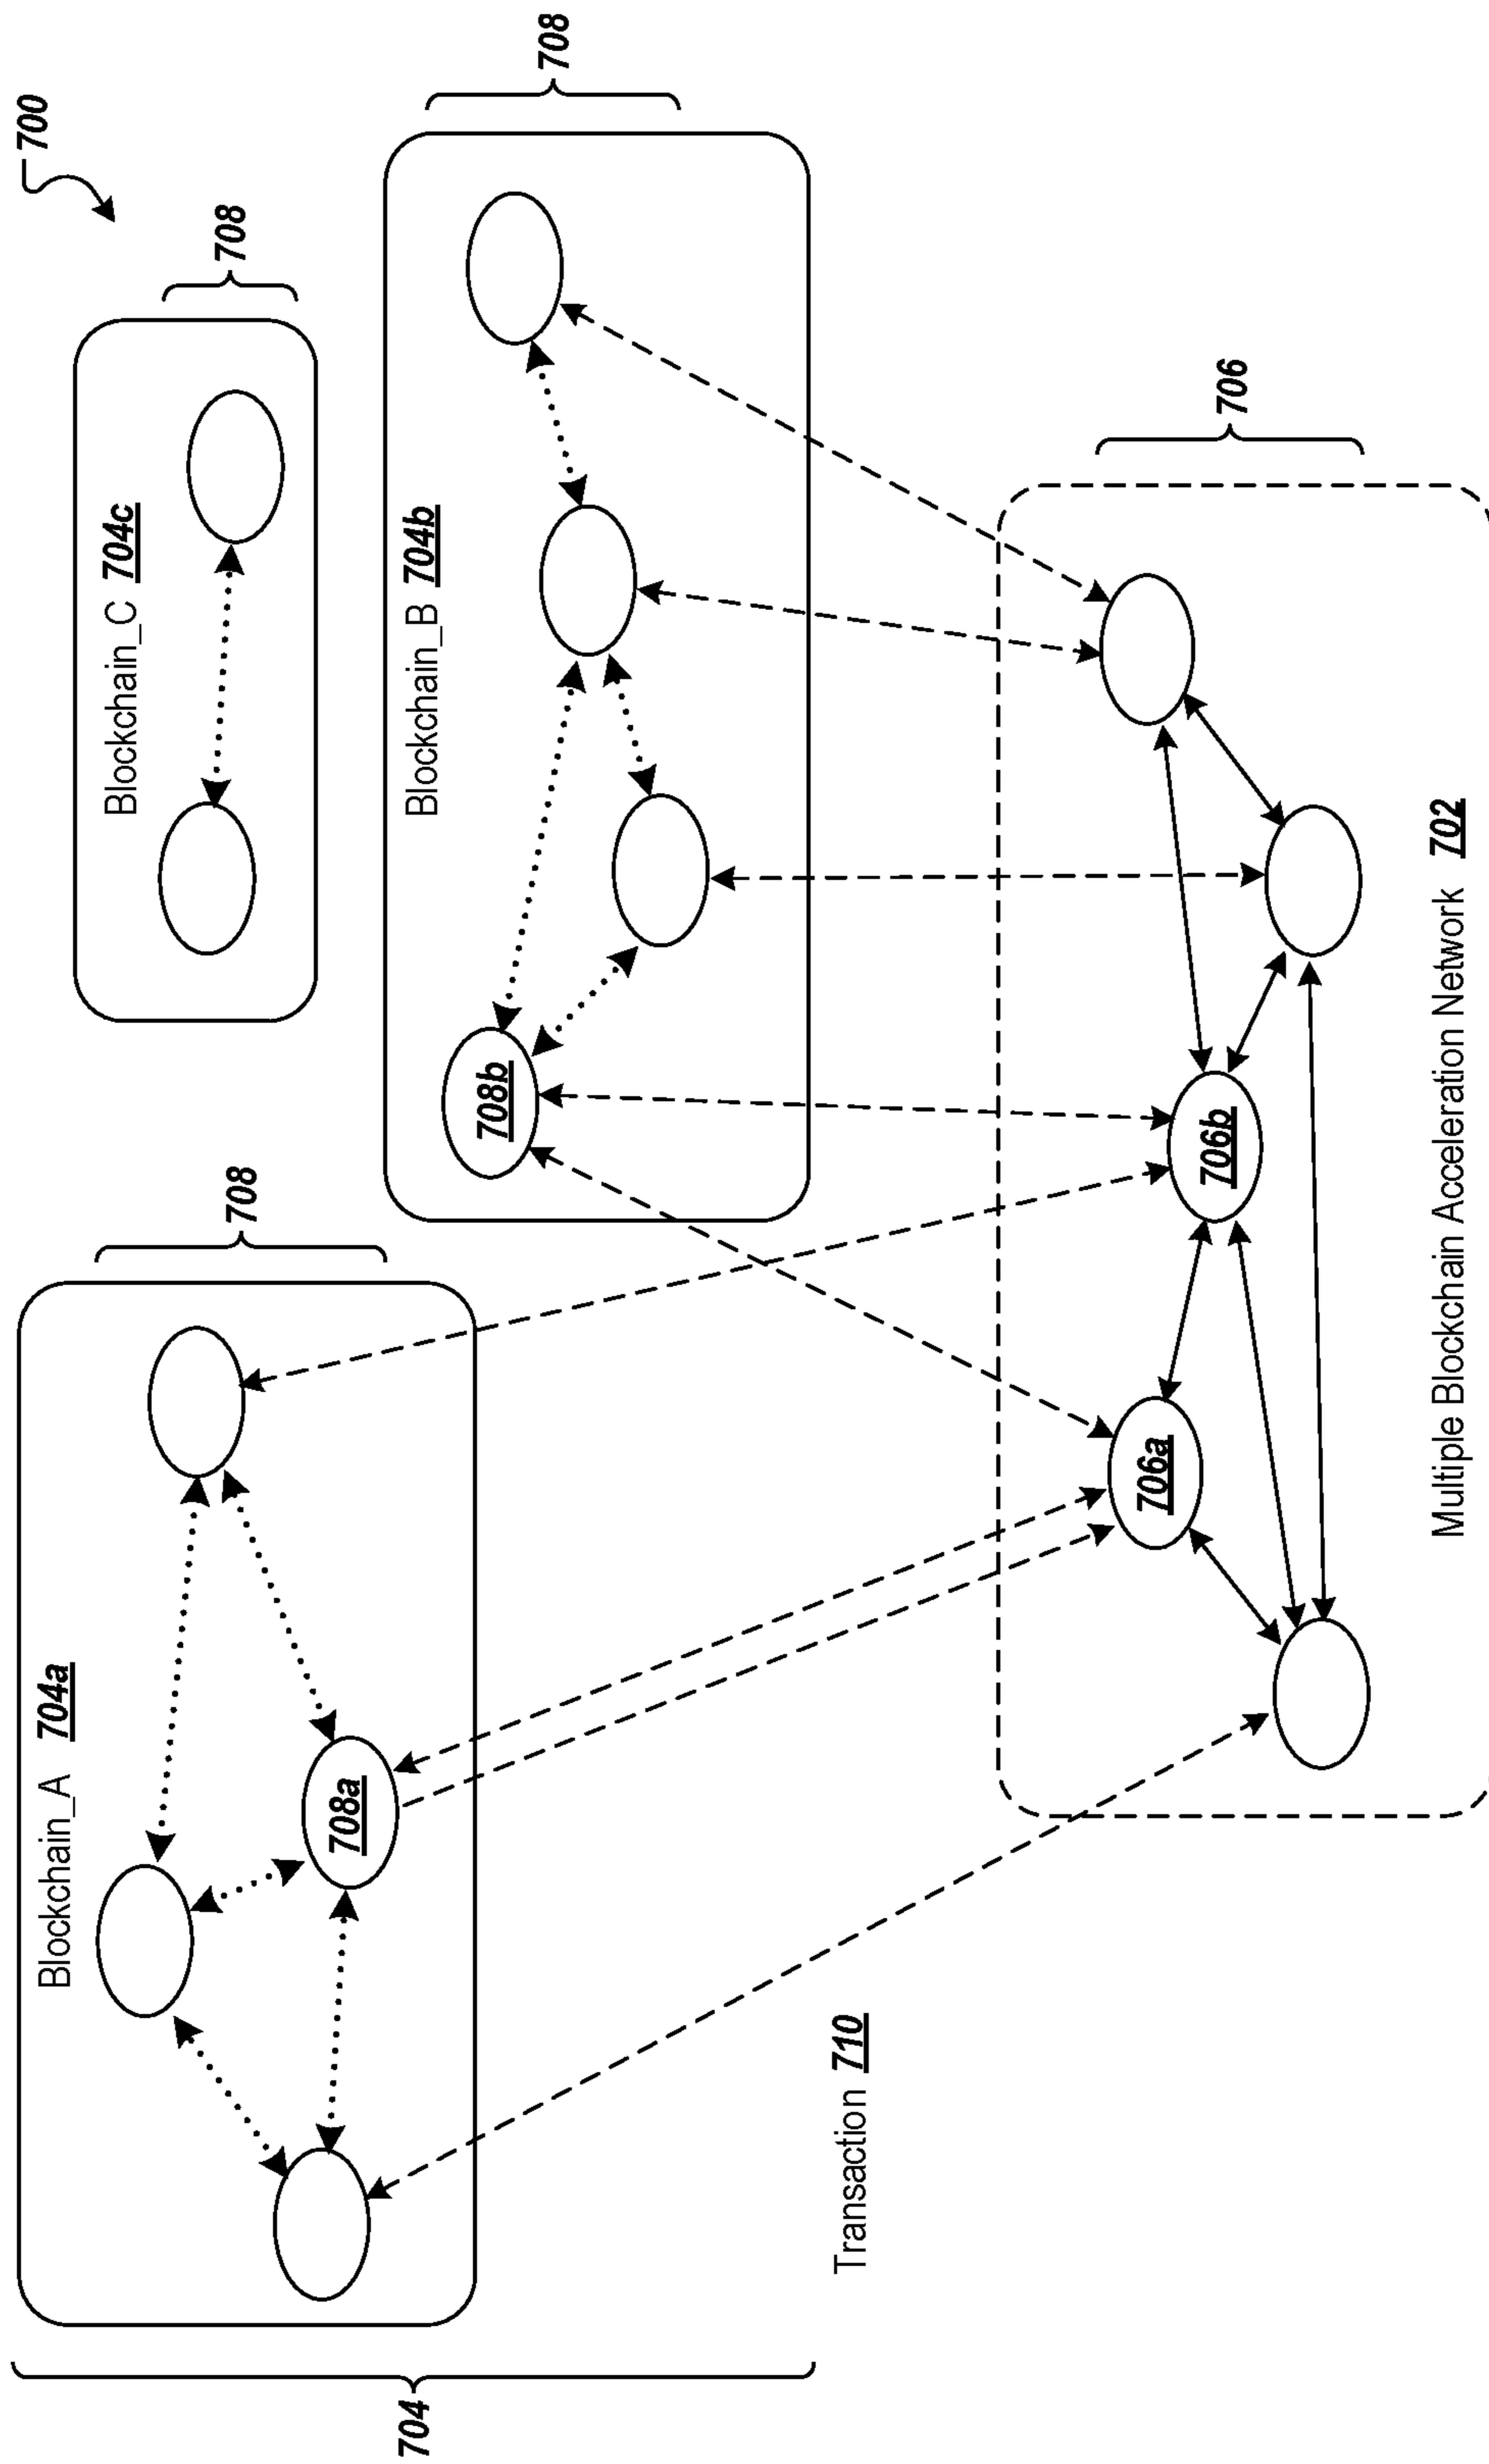 700
704
Blockchain_A 704a
708
708a
Blockchain_C 704c
708
Blockchain_B 704b
708
708b
Transaction 710
706
706a
706b
Multiple Blockchain Acceleration Network 702